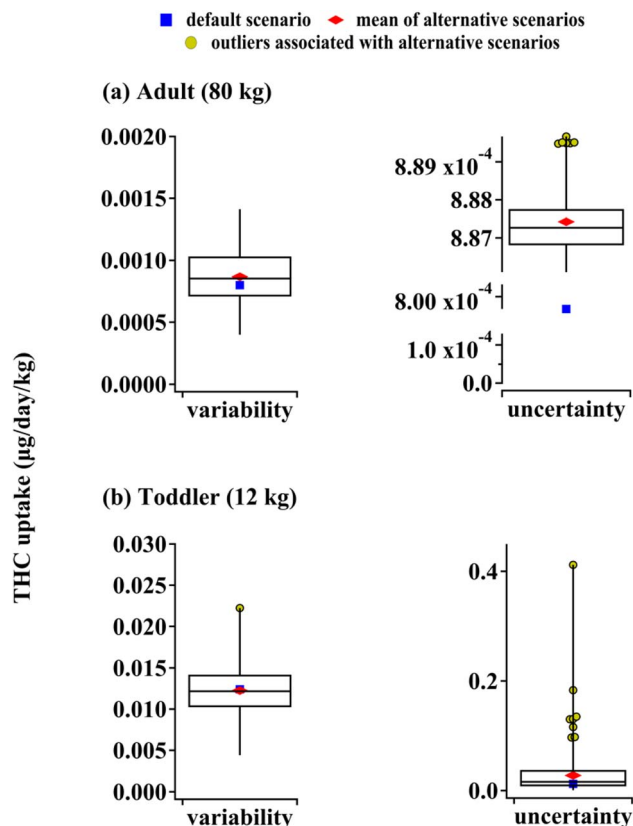 default scenario mean of alternative scenarios
outliers associated with alternative scenarios
THC uptake (µg/day/kg)
(a) Adult (80 kg)
0.0020
0.0015
0.0010
0.0005
0.0000
variability
8.89 x10⁻⁴
8.88
8.87
8.00 x10⁻⁴
1.0 x10⁻⁴
0.0
uncertainty
(b) Toddler (12 kg)
0.030
0.025
0.020
0.015
0.010
0.005
0.000
variability
0.4
0.2
0.0
uncertainty